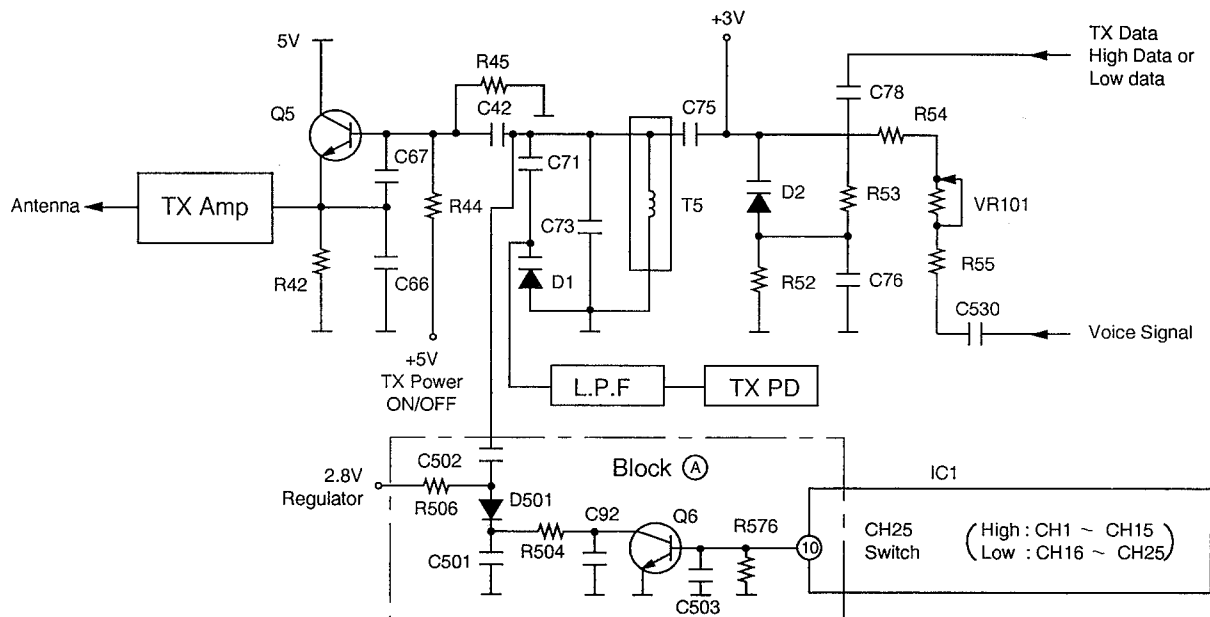 +3V
TX Data
High Data or
Low data
5V
R45
Q5
C42
C75
C78
R54
C67
C71
D2
R53
VR101
Antenna
TX Amp
R44
C73
T5
R42
C66
D1
R52
C76
R55
C530
Voice Signal
+5V
TX Power
ON/OFF
L.P.F
TX PD
C502
Block A
IC1
2.8V
Regulator
R506
D501
C92
Q6
R576
10
CH25
Switch
(High : CH1 ~ CH15
Low : CH16 ~ CH25)
C501
R504
C503